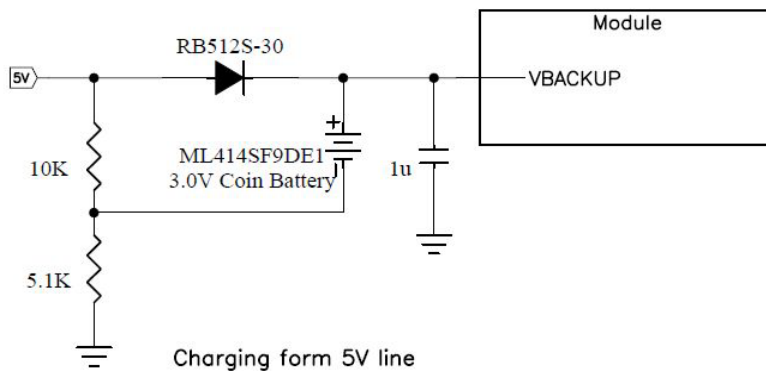 Module
RB512S-30
5V
VBACKUP
+
ML414SF9DE1
3.0V Coin Battery
10K
1u
5.1K
Charging form 5V line